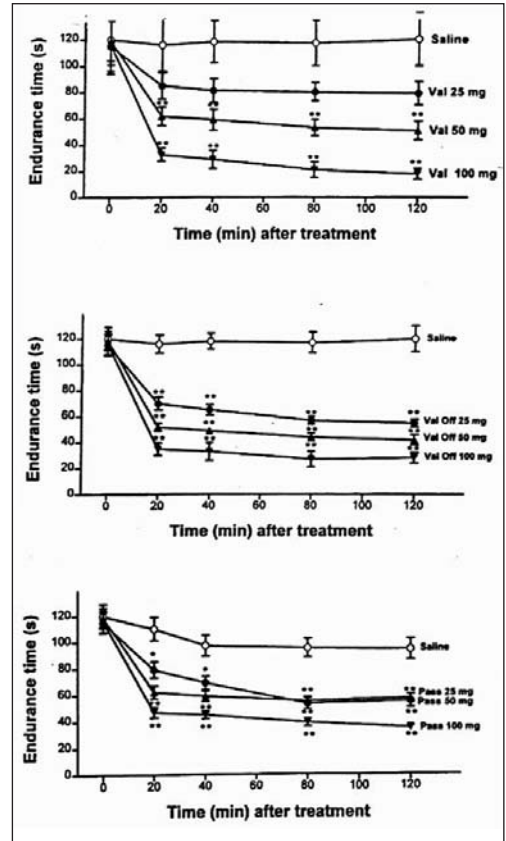 Endurance time (s)
120
100
80
60
40
20
0
Saline
Val 25 mg
Val 50 mg
Val 100 mg
**
**
**
**
**
**
**
**
0 20 40 60 80 100 120
Time (min) after treatment
Endurance time (s)
120
100
80
60
40
20
0
Saline
Val Off 25 mg
Val Off 50 mg
Val Off 100 mg
**
**
**
**
**
**
**
**
**
**
**
**
0 20 40 60 80 100 120
Time (min) after treatment
Endurance time (s)
120
100
80
60
40
20
0
Saline
Pass 25 mg
Pass 50 mg
Pass 100 mg
*
*
**
**
**
**
**
**
**
**
**
**
0 20 40 60 80 100 120
Time (min) after treatment